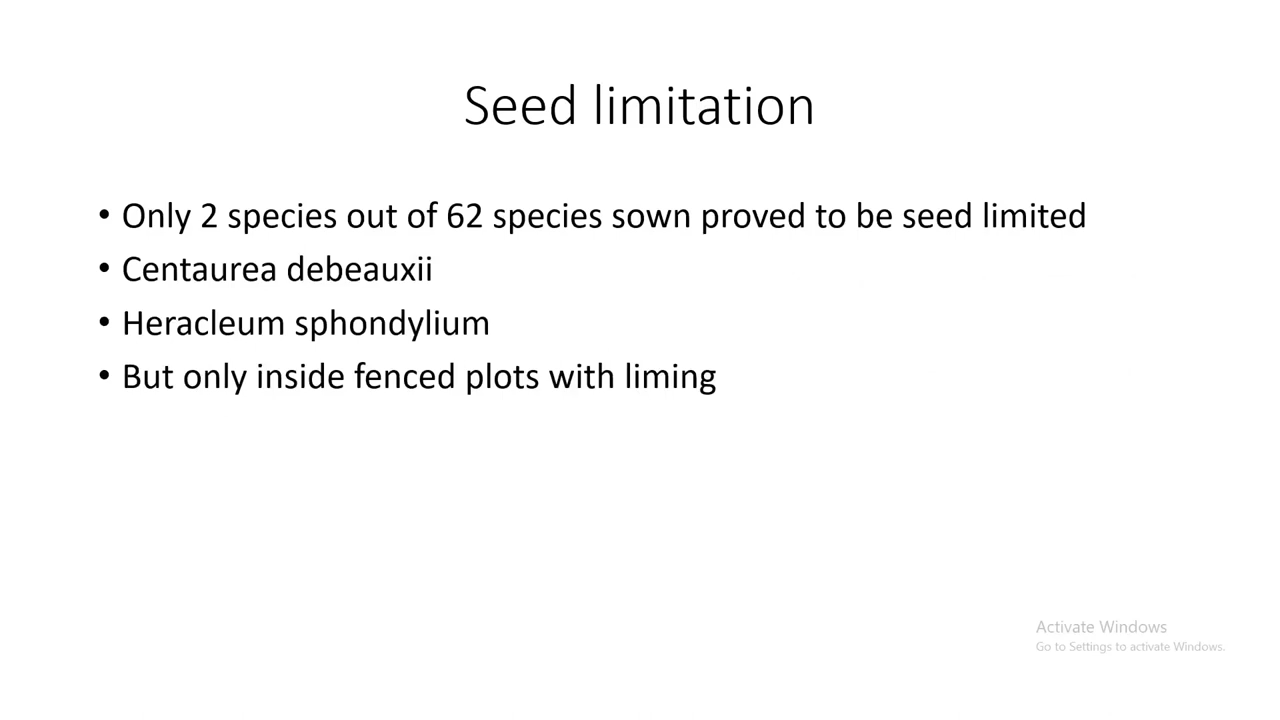 Seed limitation
• Only 2 species out of 62 species sown proved to be seed limited
• Centaurea debeauxii
• Heracleum sphondylium
• But only inside fenced plots with liming
Activate Windows
Go to Settings to activate Windows.